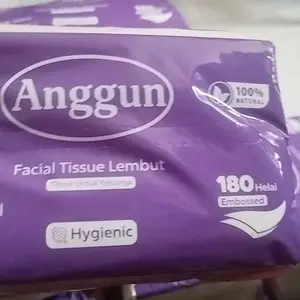 Anggun
100%
NATURAL
Facial Tissue Lembut
Tissue Untuk Keluarga
180 Helai
Embossed
Hygienic